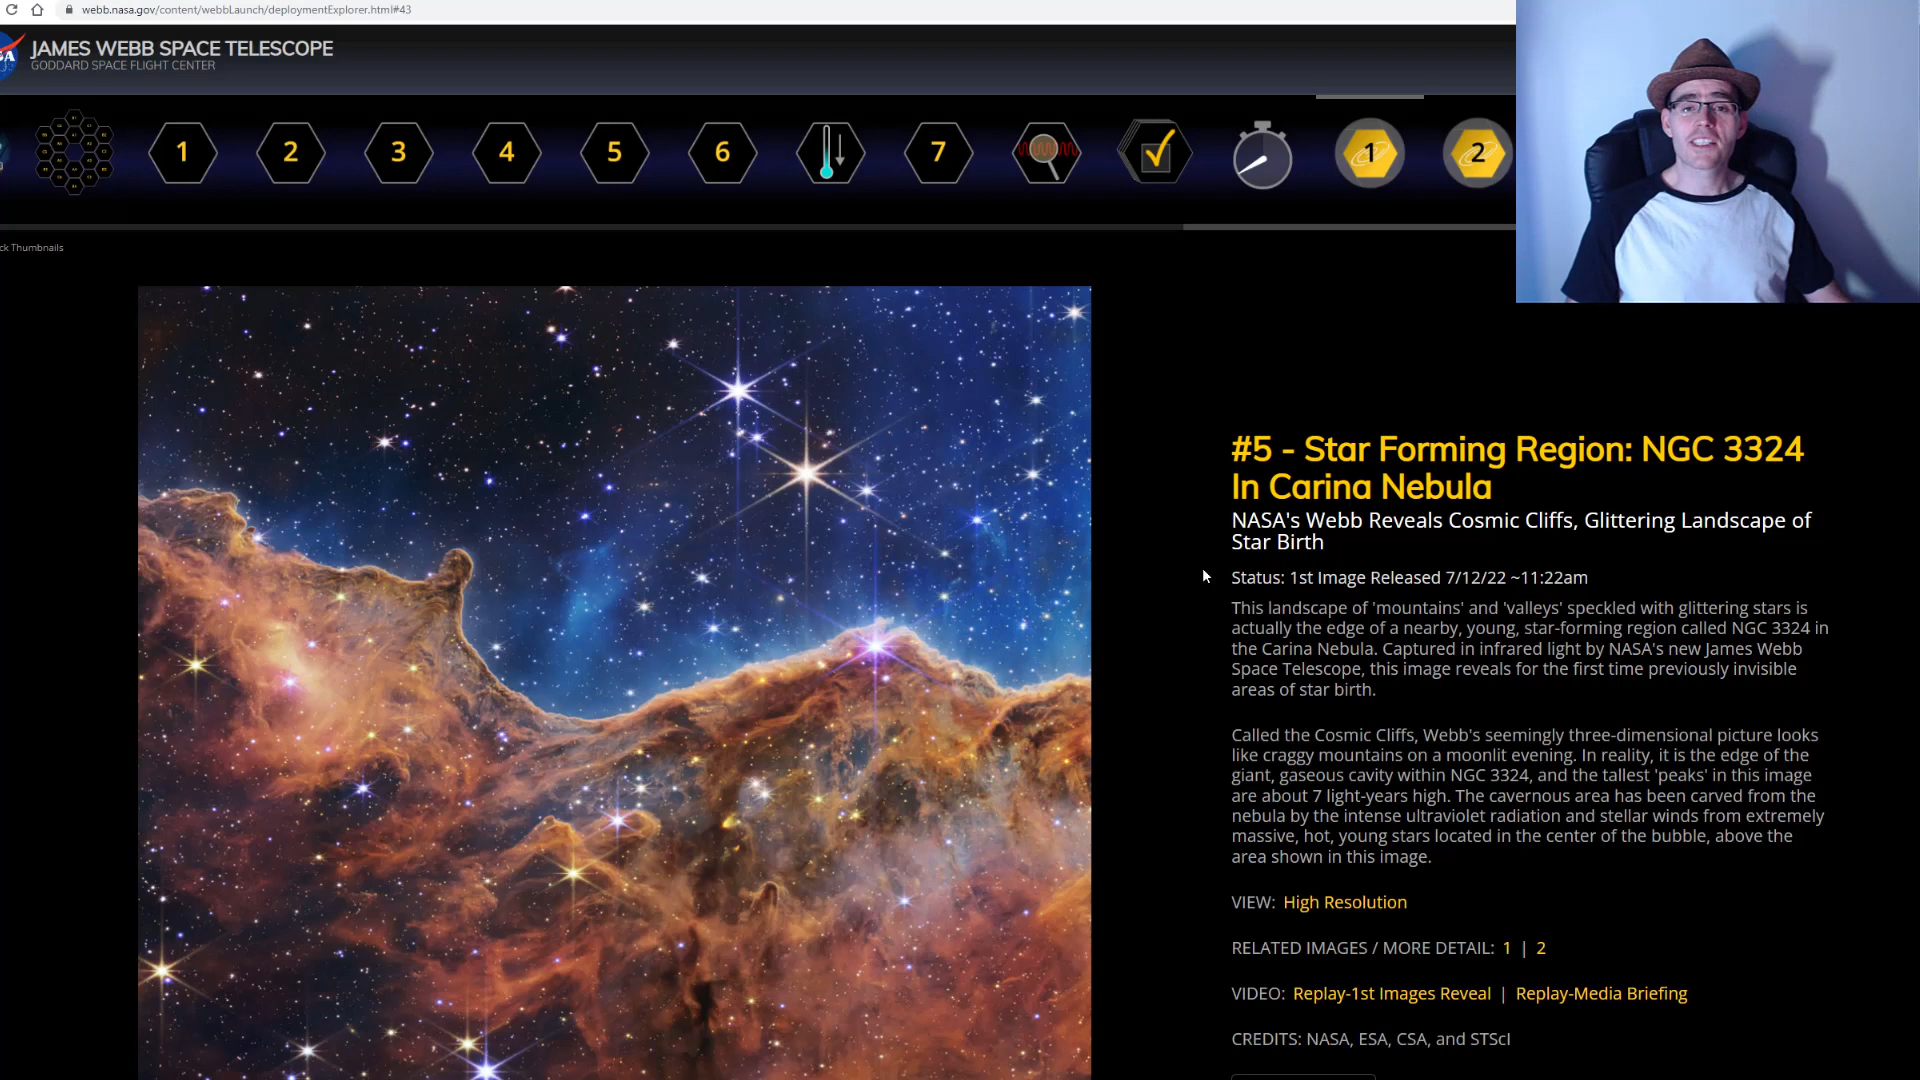 webb.nasa.gov/content/webbLaunch/deploymentExplorer.html#43
JAMES WEBB SPACE TELESCOPE
GODDARD SPACE FLIGHT CENTER
1 2 3 4 5 6 7 1 2
ck Thumbnails
#5 - Star Forming Region: NGC 3324
In Carina Nebula
NASA's Webb Reveals Cosmic Cliffs, Glittering Landscape of
Star Birth
Status: 1st Image Released 7/12/22 ~11:22am
This landscape of 'mountains' and 'valleys' speckled with glittering stars is
actually the edge of a nearby, young, star-forming region called NGC 3324 in
the Carina Nebula. Captured in infrared light by NASA's new James Webb
Space Telescope, this image reveals for the first time previously invisible
areas of star birth.
Called the Cosmic Cliffs, Webb's seemingly three-dimensional picture looks
like craggy mountains on a moonlit evening. In reality, it is the edge of the
giant, gaseous cavity within NGC 3324, and the tallest 'peaks' in this image
are about 7 light-years high. The cavernous area has been carved from the
nebula by the intense ultraviolet radiation and stellar winds from extremely
massive, hot, young stars located in the center of the bubble, above the
area shown in this image.
VIEW: High Resolution
RELATED IMAGES / MORE DETAIL: 1 | 2
VIDEO: Replay-1st Images Reveal | Replay-Media Briefing
CREDITS: NASA, ESA, CSA, and STScI